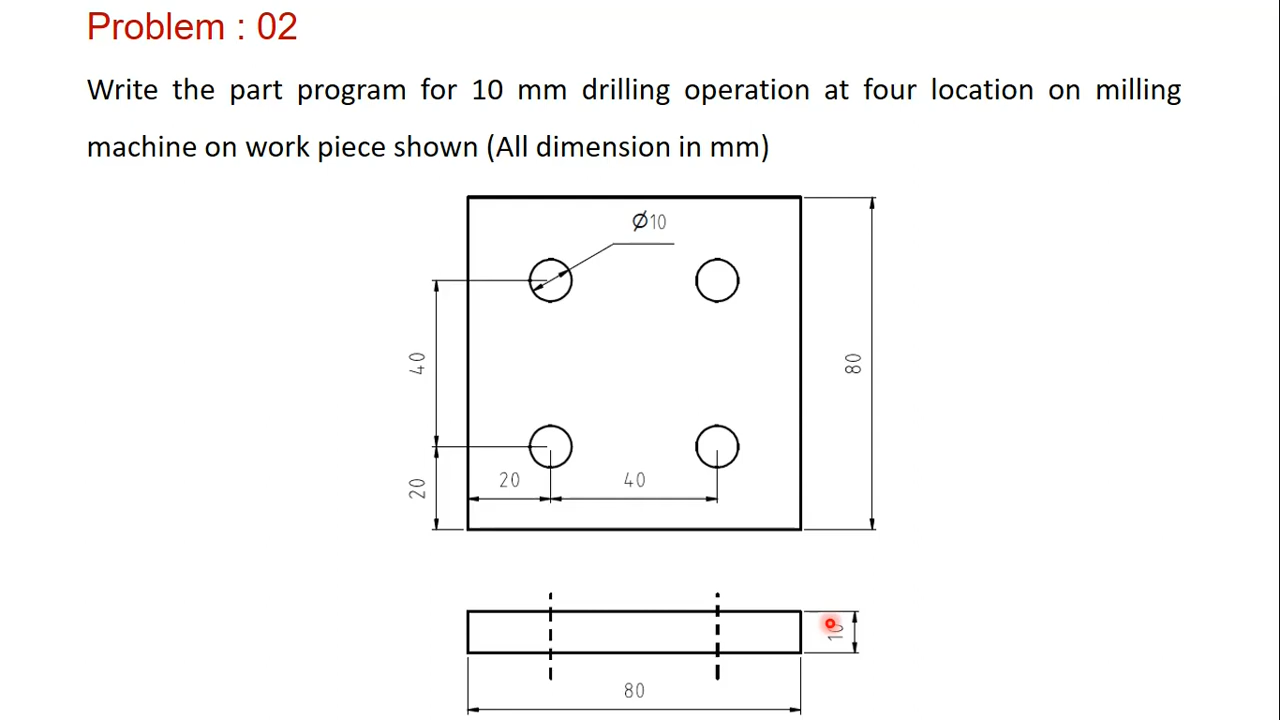 Problem : 02
Write the part program for 10 mm drilling operation at four location on milling
machine on work piece shown (All dimension in mm)
Ø10
40
80
20
40
20
80